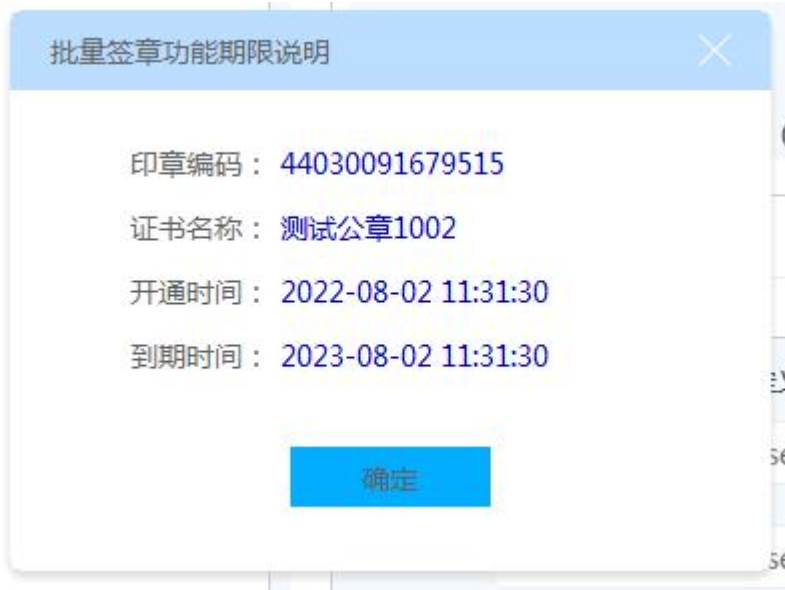 批量签章功能期限说明
印章编码： 44030091679515
证书名称： 测试公章1002
开通时间： 2022-08-02 11:31:30
到期时间： 2023-08-02 11:31:30
确定